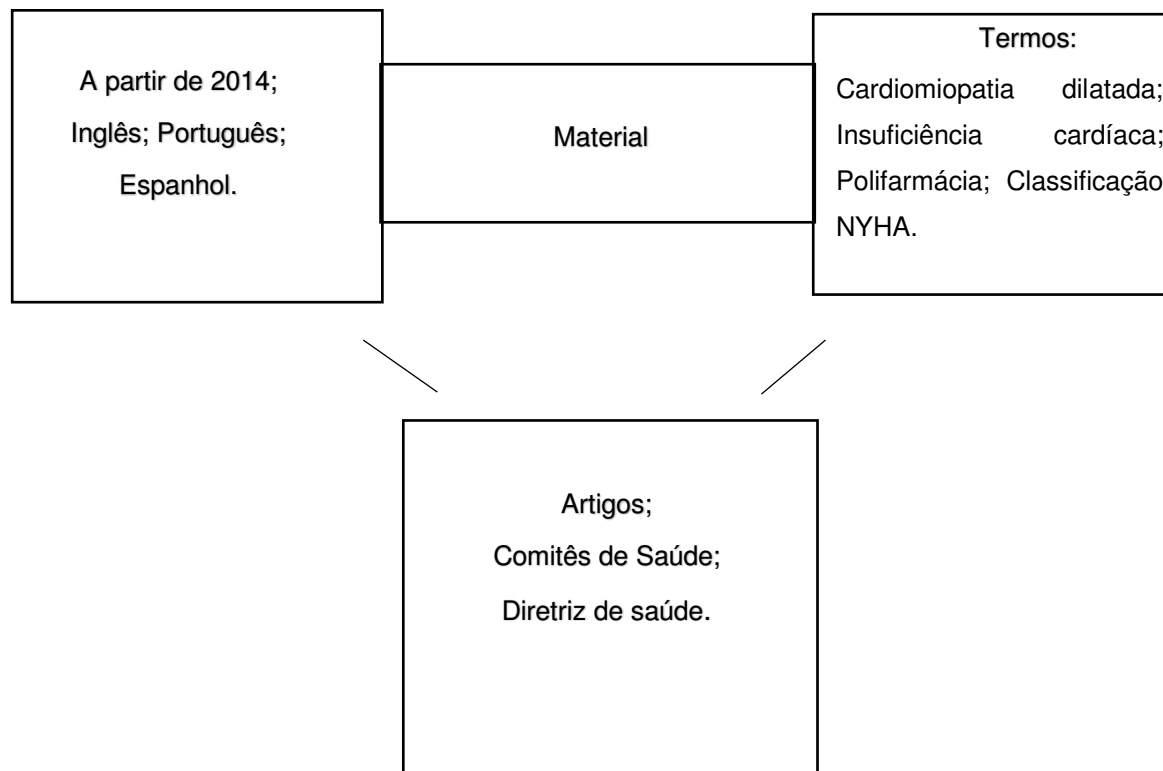 A partir de 2014;
Inglês; Português;
Espanhol.
Material
Termos:
Cardiomiopatia dilatada;
Insuficiência cardíaca;
Polifarmácia; Classificação
NYHA.
Artigos;
Comitês de Saúde;
Diretriz de saúde.